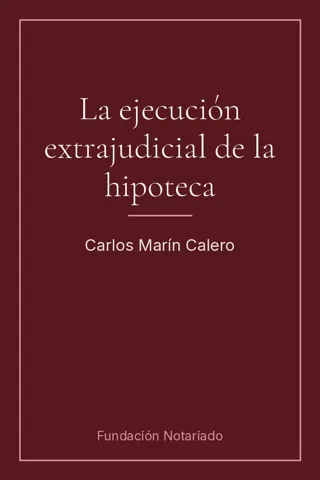 La ejecución
extrajudicial de la
hipoteca
Carlos Marín Calero
Fundación Notariado